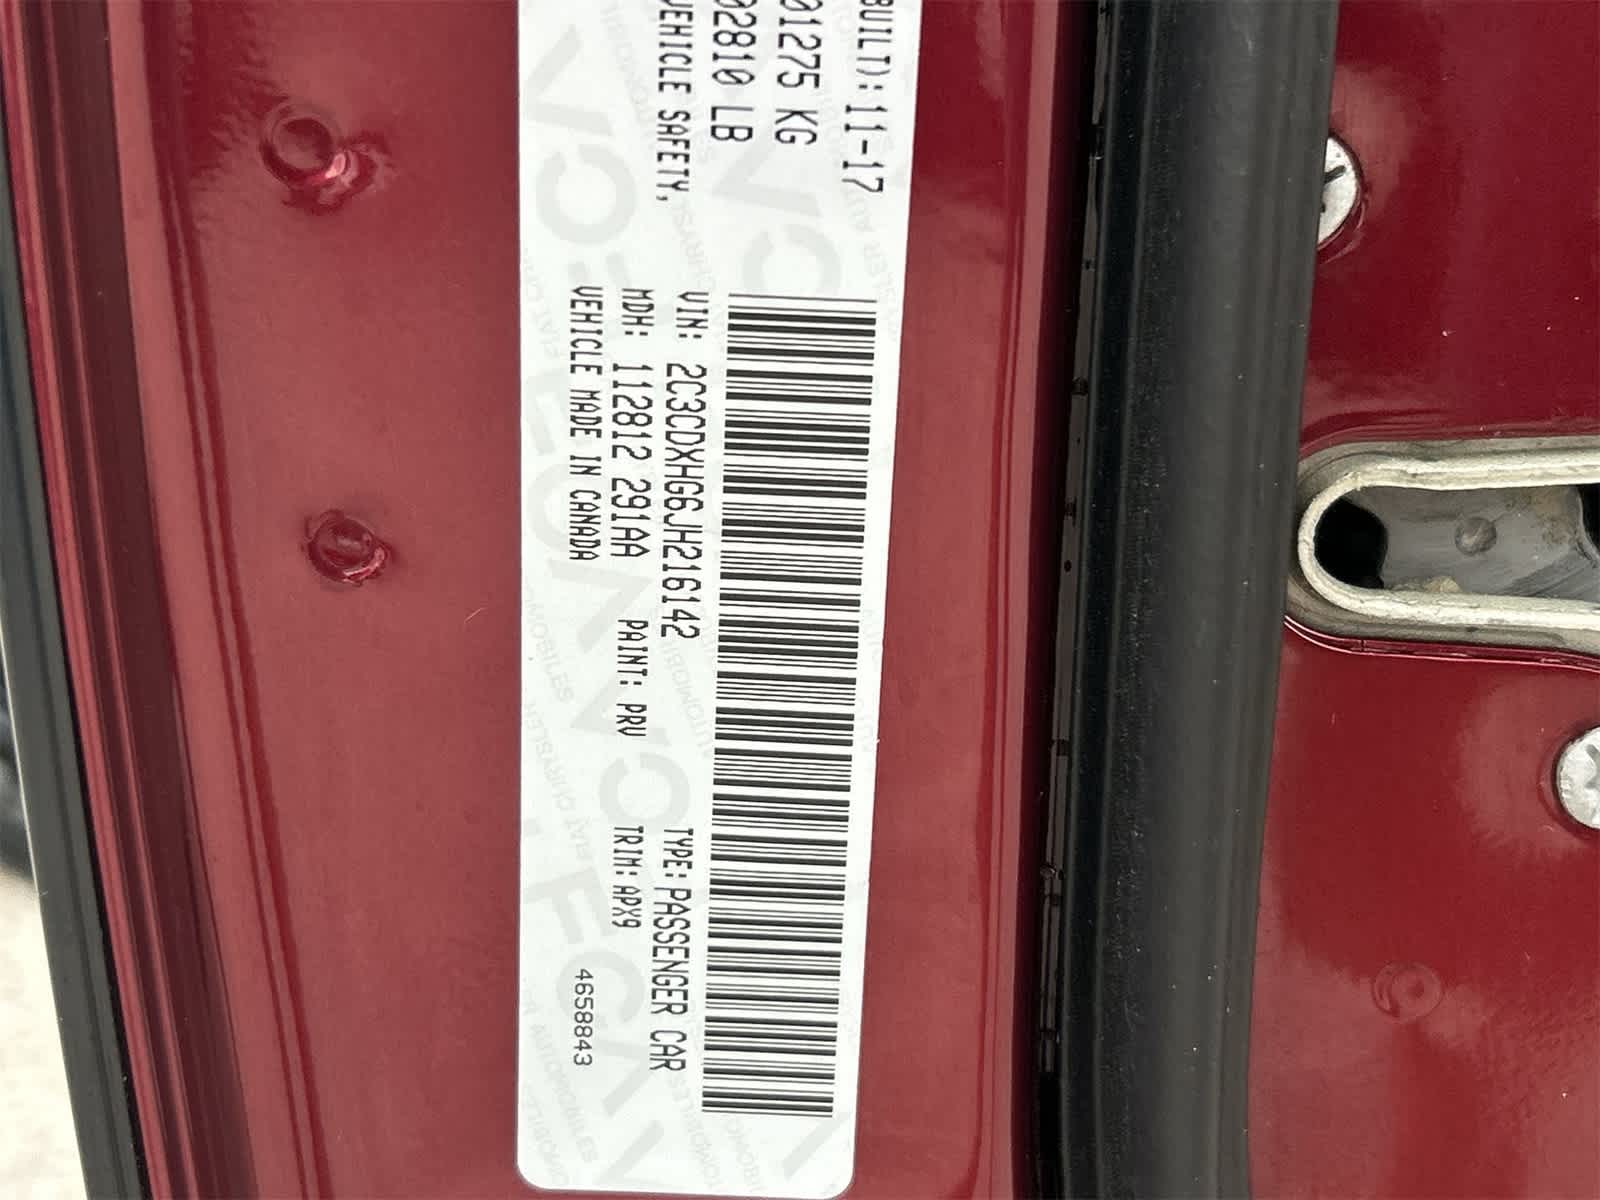 BUILT): 11-17
01275 KG
02810 LB
VEHICLE SAFETY,
VIN: 2C3CDXHG6JH216142
TYPE: PASSENGER CAR
MDH: 112812 291AA PAINT: PRV TRIM: APX9
VEHICLE MADE IN CANADA
4658843